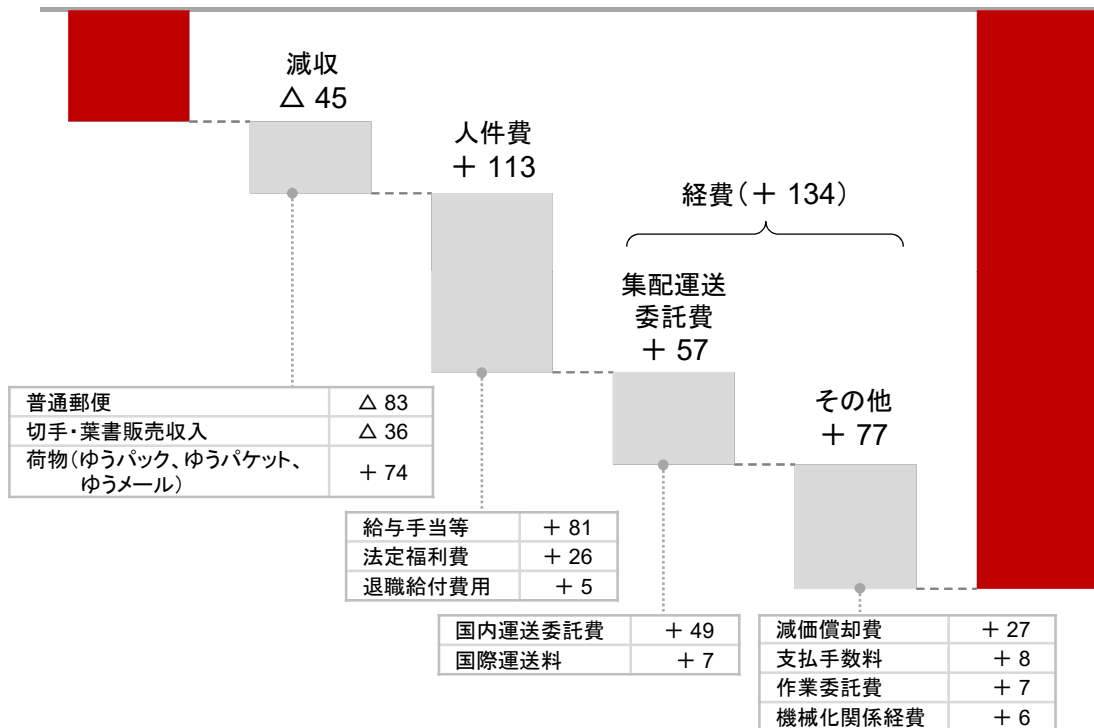 減収
△ 45
人件費
＋ 113
経費（＋ 134）
集配運送
委託費
＋ 57
その他
＋ 77
普通郵便 △ 83
切手・葉書販売収入 △ 36
荷物（ゆうパック、ゆうパケット、
ゆうメール） ＋ 74
給与手当等 ＋ 81
法定福利費 ＋ 26
退職給付費用 ＋ 5
国内運送委託費 ＋ 49
国際運送料 ＋ 7
減価償却費 ＋ 27
支払手数料 ＋ 8
作業委託費 ＋ 7
機械化関係経費 ＋ 6